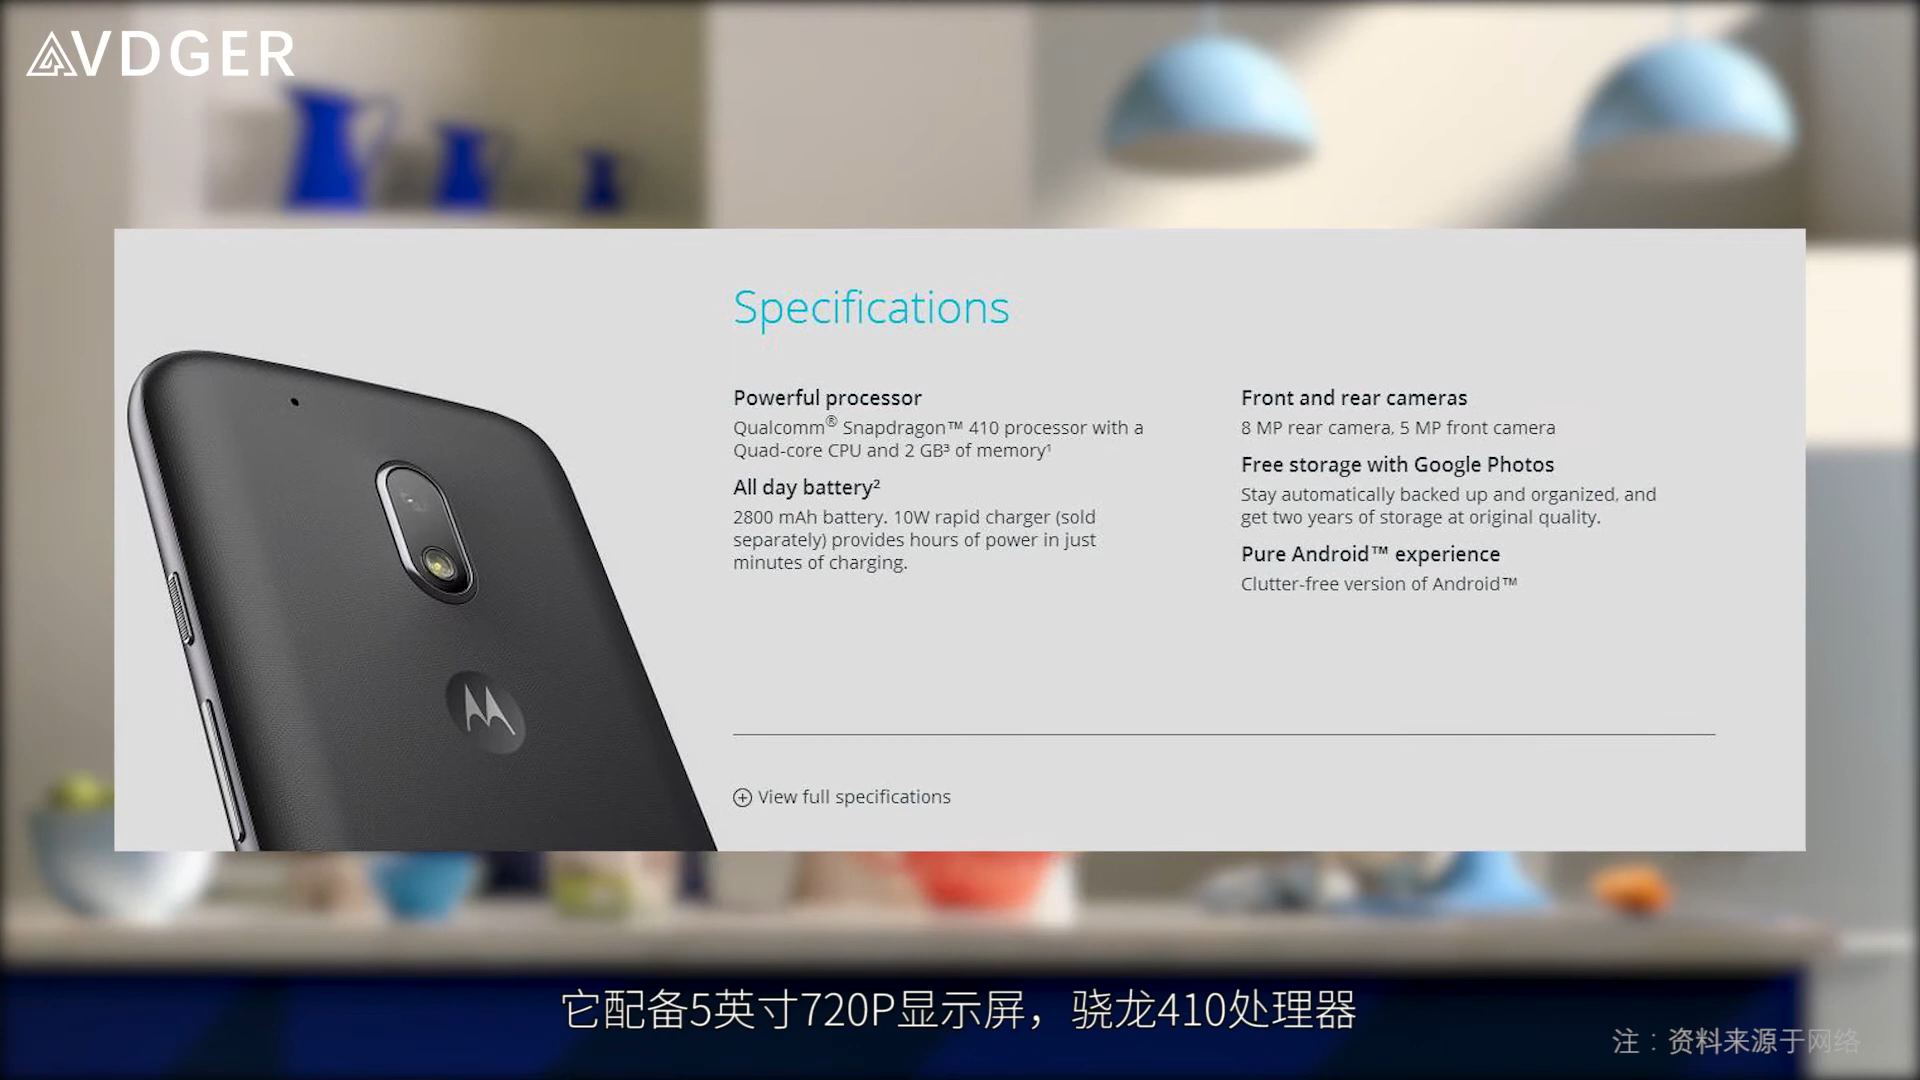 AVDGER
Specifications
Powerful processor
Qualcomm® Snapdragon™ 410 processor with a
Quad-core CPU and 2 GB³ of memory¹
All day battery²
2800 mAh battery. 10W rapid charger (sold
separately) provides hours of power in just
minutes of charging.
Front and rear cameras
8 MP rear camera, 5 MP front camera
Free storage with Google Photos
Stay automatically backed up and organized, and
get two years of storage at original quality.
Pure Android™ experience
Clutter-free version of Android™
View full specifications
它配备5英寸720P显示屏，骁龙410处理器
注：资料来源于网络